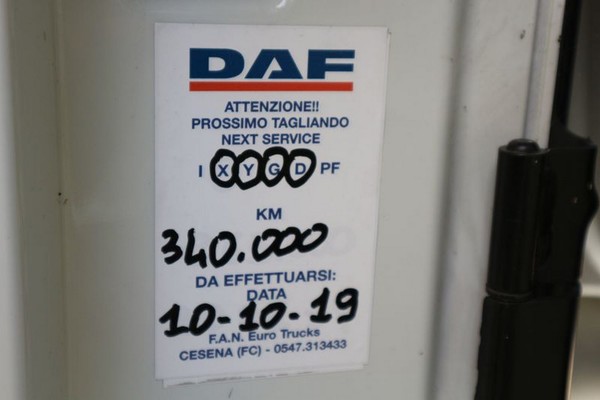 DAF
ATTENZIONE!!
PROSSIMO TAGLIANDO
NEXT SERVICE
I X Y G D PF
KM
340.000
DA EFFETTUARSI:
DATA
10-10-19
F.A.N. Euro Trucks
CESENA (FC) - 0547.313433